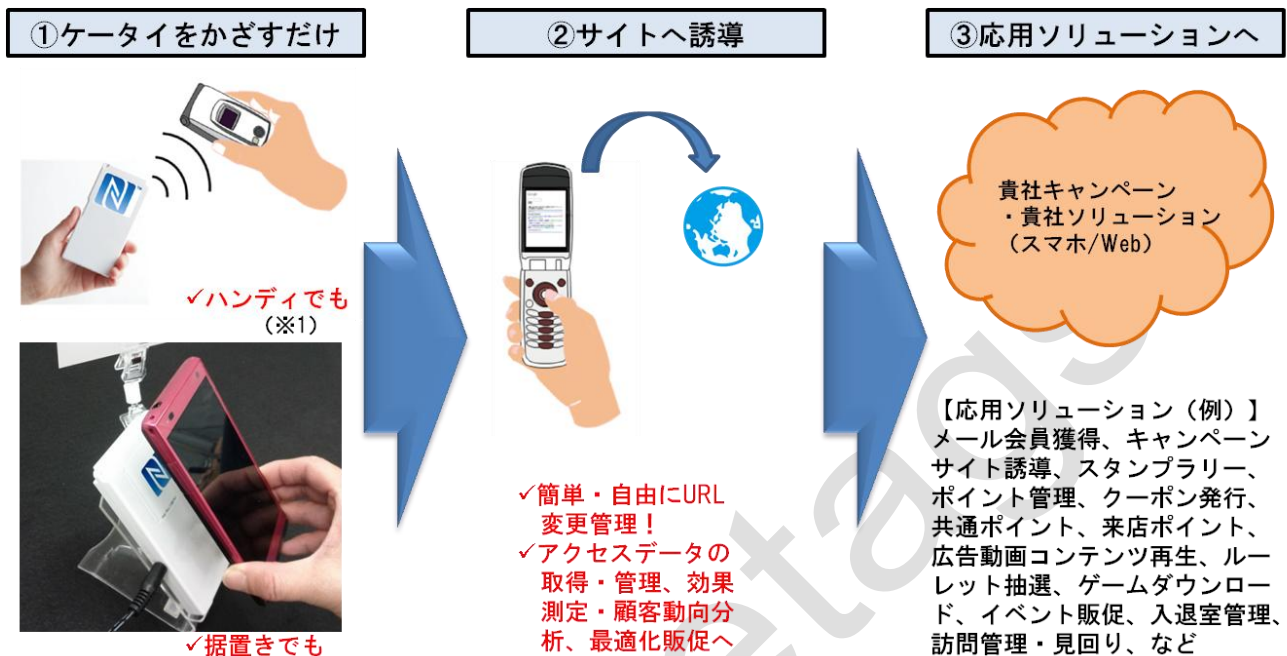 ①ケータイをかざすだけ
✓ハンディでも
(※1)
✓据置きでも
②サイトへ誘導
✓簡単・自由にURL
変更管理！
✓アクセスデータの
取得・管理、効果
測定・顧客動向分
析、最適化販促へ
③応用ソリューションへ
貴社キャンペーン
・貴社ソリューション
（スマホ/Web）
【応用ソリューション（例）】
メール会員獲得、キャンペーン
サイト誘導、スタンプラリー、
ポイント管理、クーポン発行、
共通ポイント、来店ポイント、
広告動画コンテンツ再生、ルー
レット抽選、ゲームダウンロー
ド、イベント販促、入退室管理、
訪問管理・見回り、など